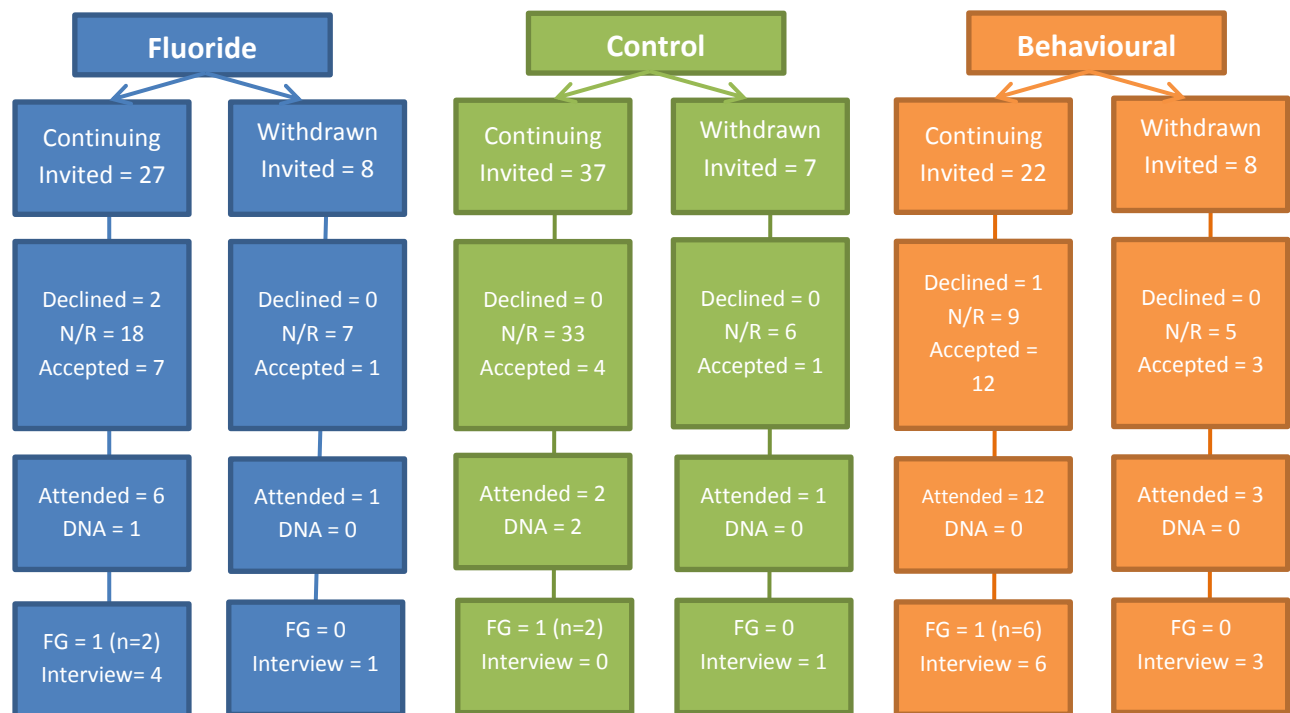 Fluoride
Continuing
Invited = 27
Withdrawn
Invited = 8
Declined = 2
N/R = 18
Accepted = 7
Declined = 0
N/R = 7
Accepted = 1
Attended = 6
DNA = 1
Attended = 1
DNA = 0
FG = 1 (n=2)
Interview= 4
FG = 0
Interview = 1
Control
Continuing
Invited = 37
Withdrawn
Invited = 7
Declined = 0
N/R = 33
Accepted = 4
Declined = 0
N/R = 6
Accepted = 1
Attended = 2
DNA = 2
Attended = 1
DNA = 0
FG = 1 (n=2)
Interview = 0
FG = 0
Interview = 1
Behavioural
Continuing
Invited = 22
Withdrawn
Invited = 8
Declined = 1
N/R = 9
Accepted =
12
Declined = 0
N/R = 5
Accepted = 3
Attended = 12
DNA = 0
Attended = 3
DNA = 0
FG = 1 (n=6)
Interview = 6
FG = 0
Interview = 3